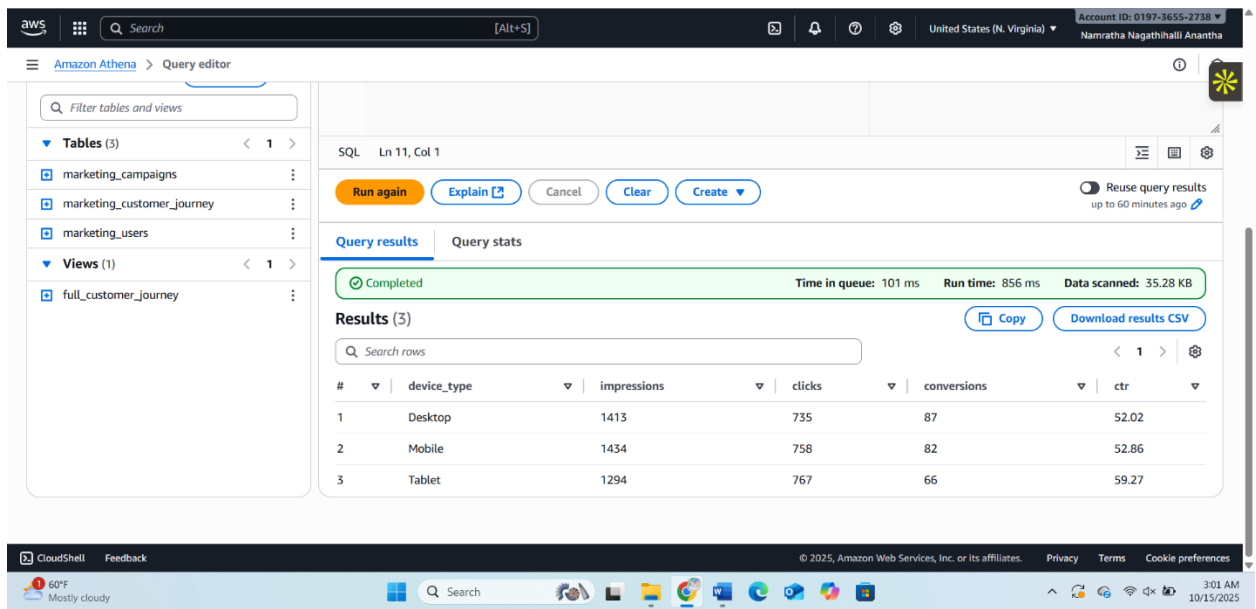 aws
Search [Alt+S]
United States (N. Virginia) ▼
Account ID: 0197-3655-2738 ▼
Namratha Nagathihalli Anantha
Amazon Athena > Query editor
Filter tables and views
Tables (3) < 1 >
marketing_campaigns
marketing_customer_journey
marketing_users
Views (1) < 1 >
full_customer_journey
SQL Ln 11, Col 1
Run again Explain Cancel Clear Create ▼
Reuse query results
up to 60 minutes ago
Query results Query stats
Completed Time in queue: 101 ms Run time: 856 ms Data scanned: 35.28 KB
Results (3) Copy Download results CSV
Search rows < 1 >
# device_type impressions clicks conversions ctr
1 Desktop 1413 735 87 52.02
2 Mobile 1434 758 82 52.86
3 Tablet 1294 767 66 59.27
CloudShell Feedback © 2025, Amazon Web Services, Inc. or its affiliates. Privacy Terms Cookie preferences
1
60°F
Mostly cloudy
Search
3:01 AM
10/15/2025